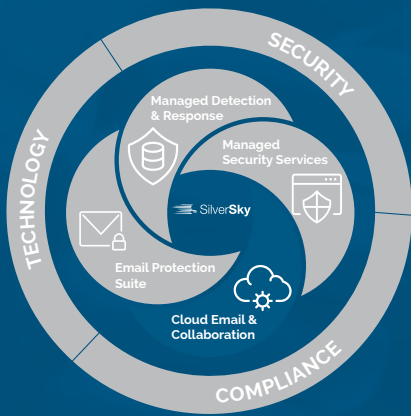 SECURITY
TECHNOLOGY
Managed Detection
& Response
Managed
Security Services
SilverSky
Email Protection
Suite
Cloud Email &
Collaboration
COMPLIANCE